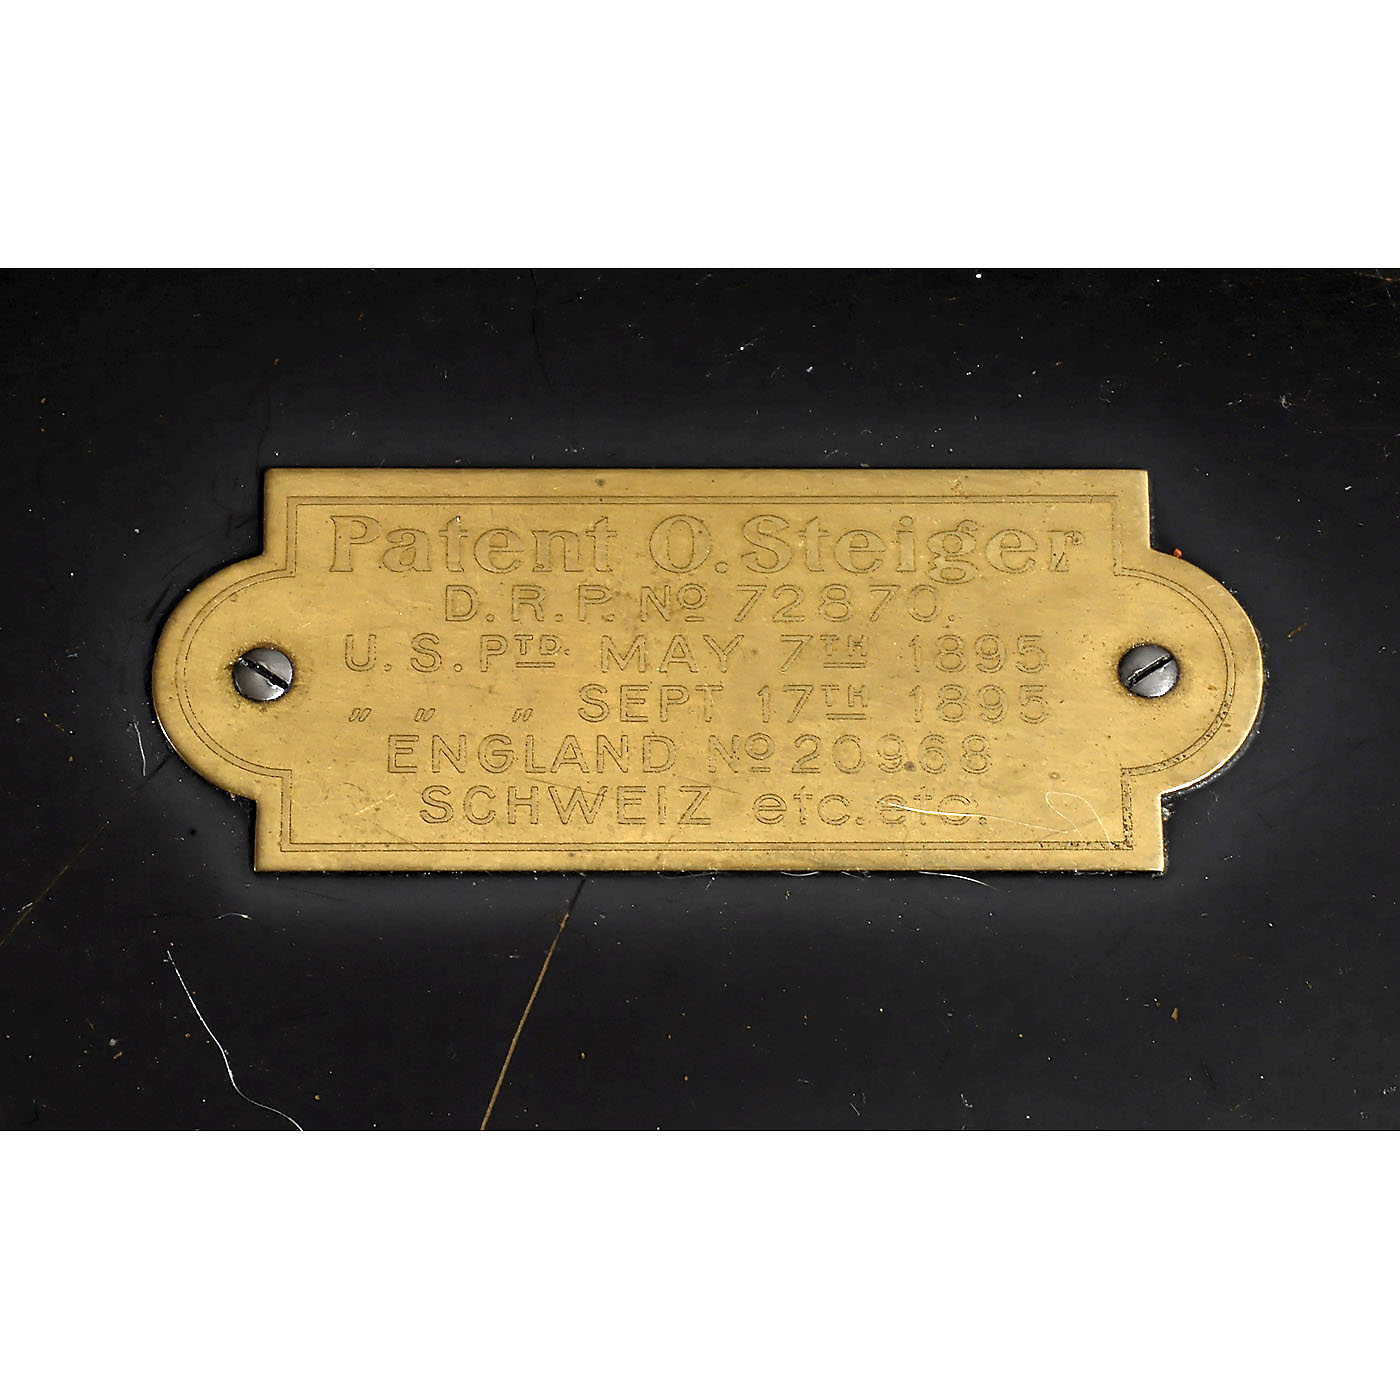 Patent O. Steiger
D. R. P. No 72870.
U. S. PTD. MAY 7TH 1895
" " " SEPT 17TH 1895
ENGLAND No 20968
SCHWEIZ etc. etc.